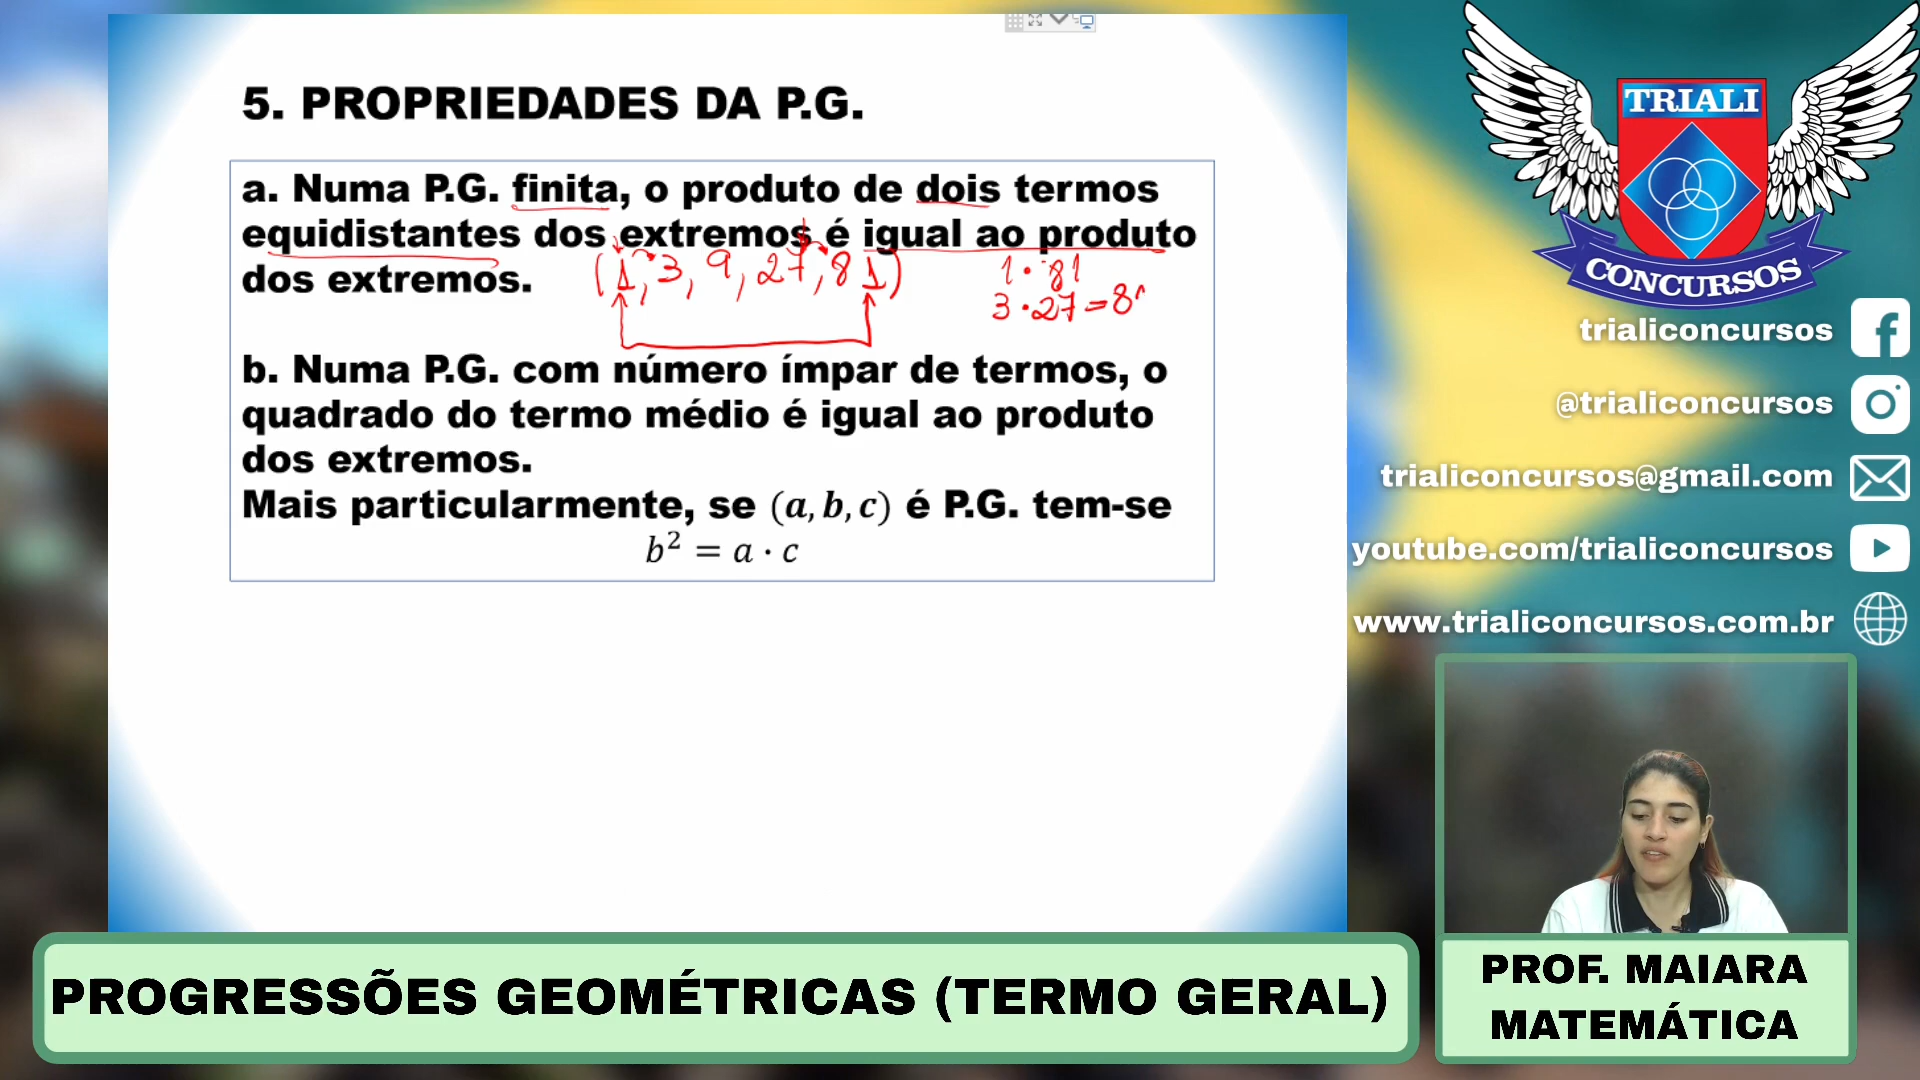 5. PROPRIEDADES DA P.G.
a. Numa P.G. finita, o produto de dois termos
equidistantes dos extremos é igual ao produto
dos extremos.
(1, 3, 9, 27, 81)
1 · 81
3 · 27 = 81
b. Numa P.G. com número ímpar de termos, o
quadrado do termo médio é igual ao produto
dos extremos.
Mais particularmente, se (a, b, c) é P.G. tem-se
b² = a · c
TRIALI
CONCURSOS
trialiconcursos
@trialiconcursos
trialiconcursos@gmail.com
youtube.com/trialiconcursos
www.trialiconcursos.com.br
PROGRESSÕES GEOMÉTRICAS (TERMO GERAL)
PROF. MAIARA
MATEMÁTICA